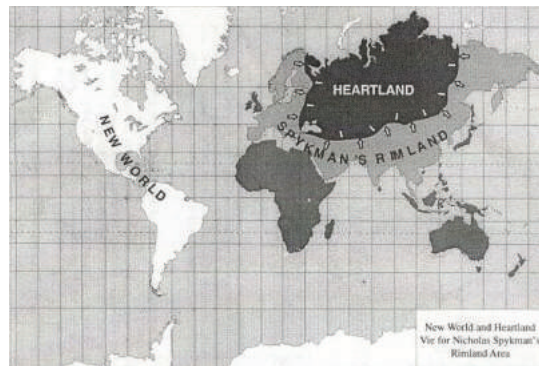 HEARTLAND
NEW WORLD
SPYKMAN'S RIMLAND
New World and Heartland
Vie for Nicholas Spykman's
Rimland Area